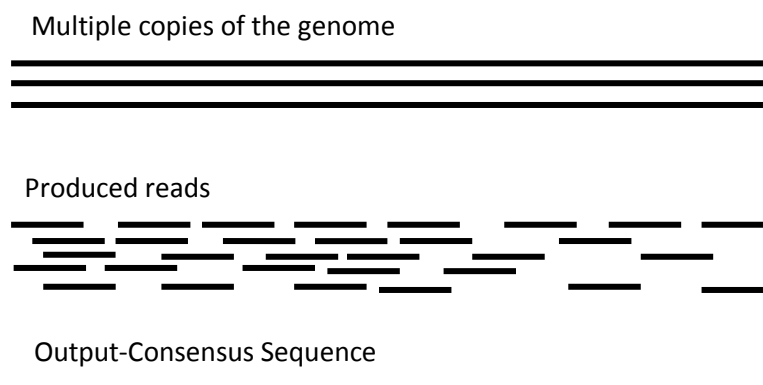 Multiple copies of the genome
Produced reads
Output-Consensus Sequence